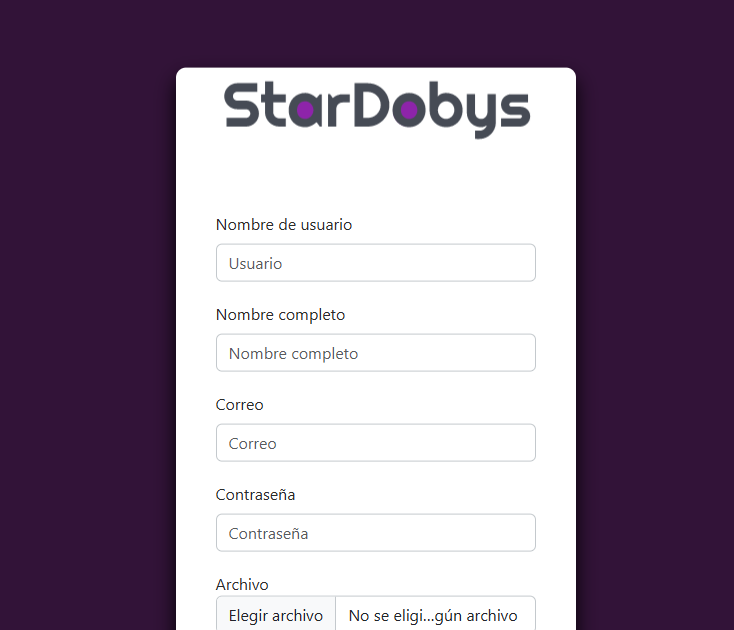 StarDobys
Nombre de usuario
Usuario
Nombre completo
Nombre completo
Correo
Correo
Contraseña
Contraseña
Archivo
Elegir archivo No se eligi...gún archivo